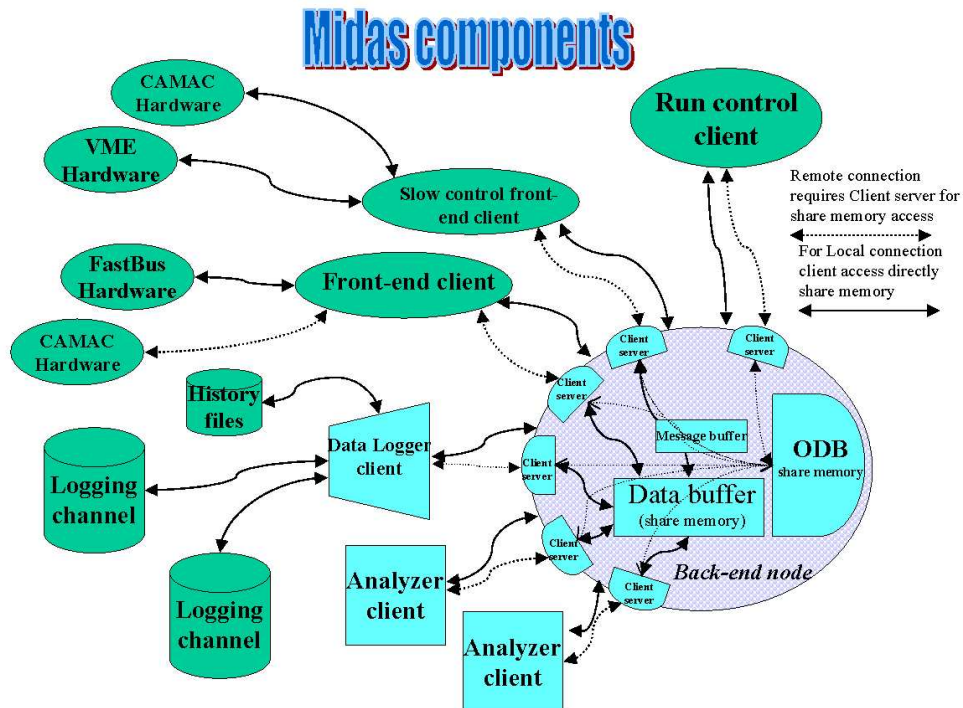 Midas components
CAMAC
Hardware
VME
Hardware
Run control
client
Slow control front-
end client
Remote connection
requires Client server for
share memory access
For Local connection
client access directly
share memory
FastBus
Hardware
Front-end client
CAMAC
Hardware
Client
server
Client
server
Client
server
History
files
Data Logger
client
Message buffer
ODB
share memory
Logging
channel
Client
server
Data buffer
(share memory)
Client
server
Back-end node
Analyzer
client
Client
server
Logging
channel
Analyzer
client